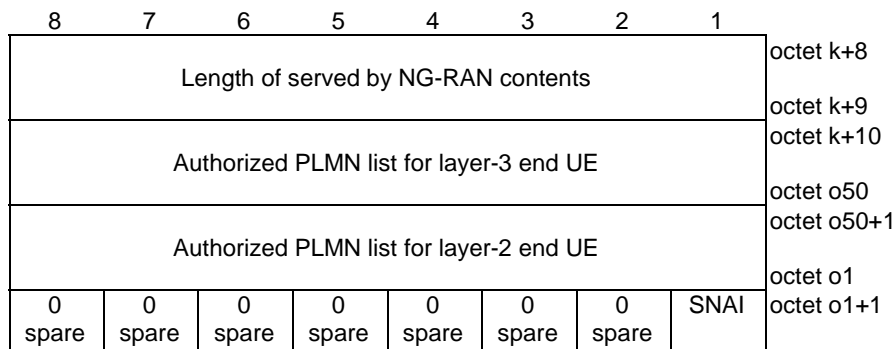 8 7 6 5 4 3 2 1
Length of served by NG-RAN contents
octet k+8
octet k+9
Authorized PLMN list for layer-3 end UE
octet k+10
octet o50
Authorized PLMN list for layer-2 end UE
octet o50+1
octet o1
0 0 0 0 0 0 0 SNAI octet o1+1
spare spare spare spare spare spare spare